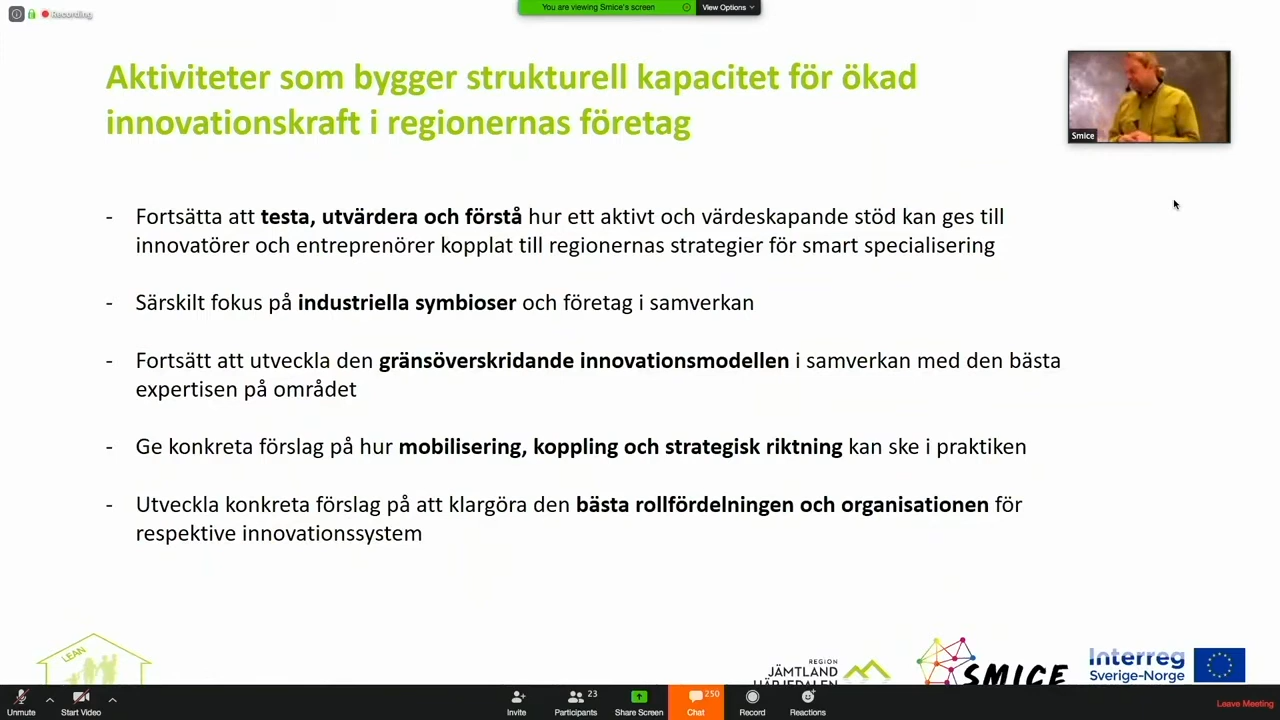 Recording
You are viewing Smice's screen
View Options
Aktiviteter som bygger strukturell kapacitet för ökad
innovationskraft i regionernas företag
Smice
- Fortsätta att testa, utvärdera och förstå hur ett aktivt och värdeskapande stöd kan ges till
innovatörer och entreprenörer kopplat till regionernas strategier för smart specialisering
- Särskilt fokus på industriella symbioser och företag i samverkan
- Fortsätt att utveckla den gränsöverskridande innovationsmodellen i samverkan med den bästa
expertisen på området
- Ge konkreta förslag på hur mobilisering, koppling och strategisk riktning kan ske i praktiken
- Utveckla konkreta förslag på att klargöra den bästa rollfördelningen och organisationen för
respektive innovationssystem
LEAN
REGION
JÄMTLAND
HÄRJEDALEN
SMICE
Interreg
Sverige-Norge
Unmute
Start Video
Invite
Participants 23
Share Screen
Chat 250
Record
Reactions
Leave Meeting